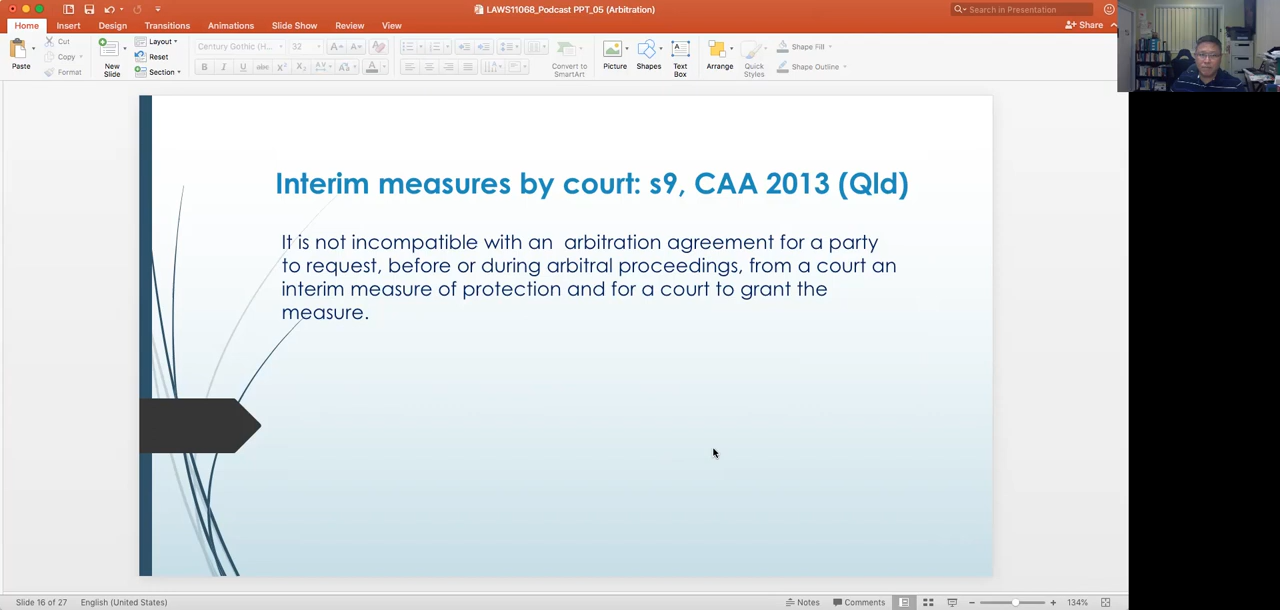 LAWS11068_Podcast PPT_05 (Arbitration)
Search in Presentation
Home Insert Design Transitions Animations Slide Show Review View
Share
Paste
Cut
Copy
Format
New Slide
Layout
Reset
Section
Century Gothic (H...
32
Convert to SmartArt
Picture
Shapes
Text Box
Arrange
Quick Styles
Shape Fill
Shape Outline
Interim measures by court: s9, CAA 2013 (Qld)
It is not incompatible with an arbitration agreement for a party
to request, before or during arbitral proceedings, from a court an
interim measure of protection and for a court to grant the
measure.
Slide 16 of 27 English (United States)
Notes Comments 134%